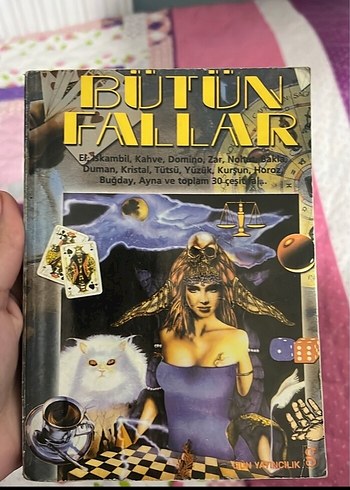 BÜTÜN
FALLAR
El, İskambil, Kahve, Domino, Zar, Nohut, Bakla,
Duman, Kristal, Tütsü, Yüzük, Kurşun, Horoz,
Buğday, Ayna ve toplam 30 çeşit fal...
YAYINCILIK